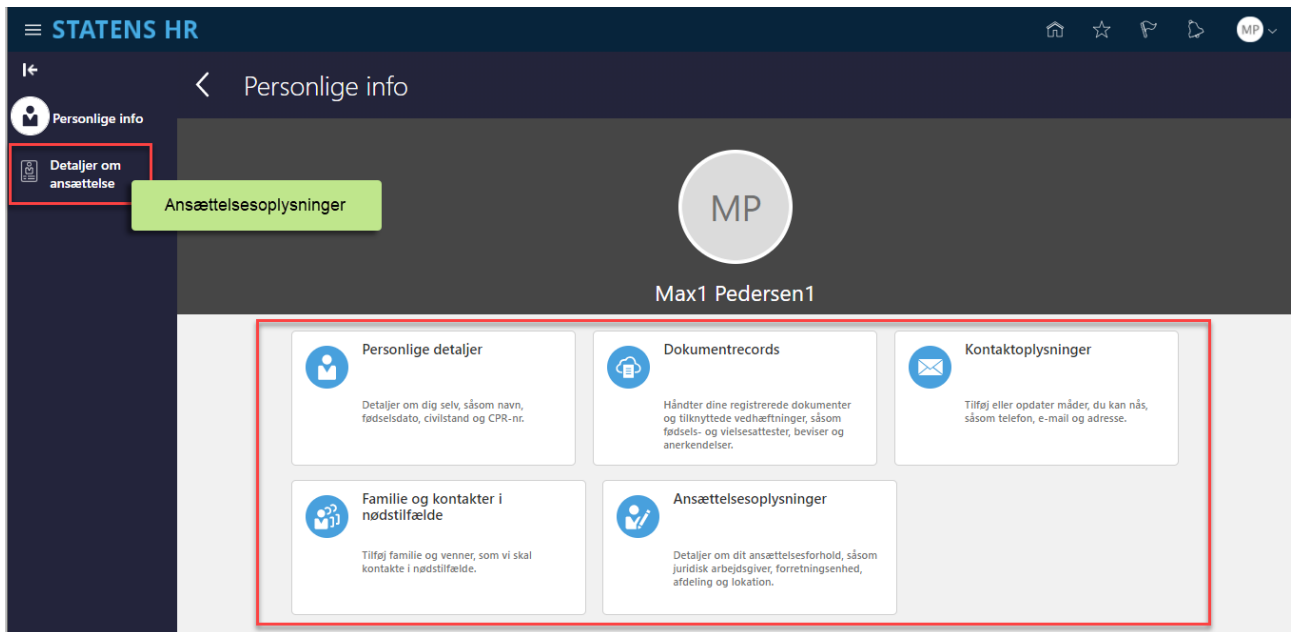 STATENS HR
MP
Personlige info
Personlige info
Detaljer om
ansættelse
Ansættelsesoplysninger
MP
Max1 Pedersen1
Personlige detaljer
Detaljer om dig selv, såsom navn,
fødselsdato, civilstand og CPR-nr.
Dokumentrecords
Håndter dine registrerede dokumenter
og tilknyttede vedhæftninger, såsom
fødsels- og vielsesattester, beviser og
anerkendelser.
Kontaktoplysninger
Tilføj eller opdater måder, du kan nås,
såsom telefon, e-mail og adresse.
Familie og kontakter i
nødstilfælde
Tilføj familie og venner, som vi skal
kontakte i nødstilfælde.
Ansættelsesoplysninger
Detaljer om dit ansættelsesforhold, såsom
juridisk arbejdsgiver, forretningsenhed,
afdeling og lokation.